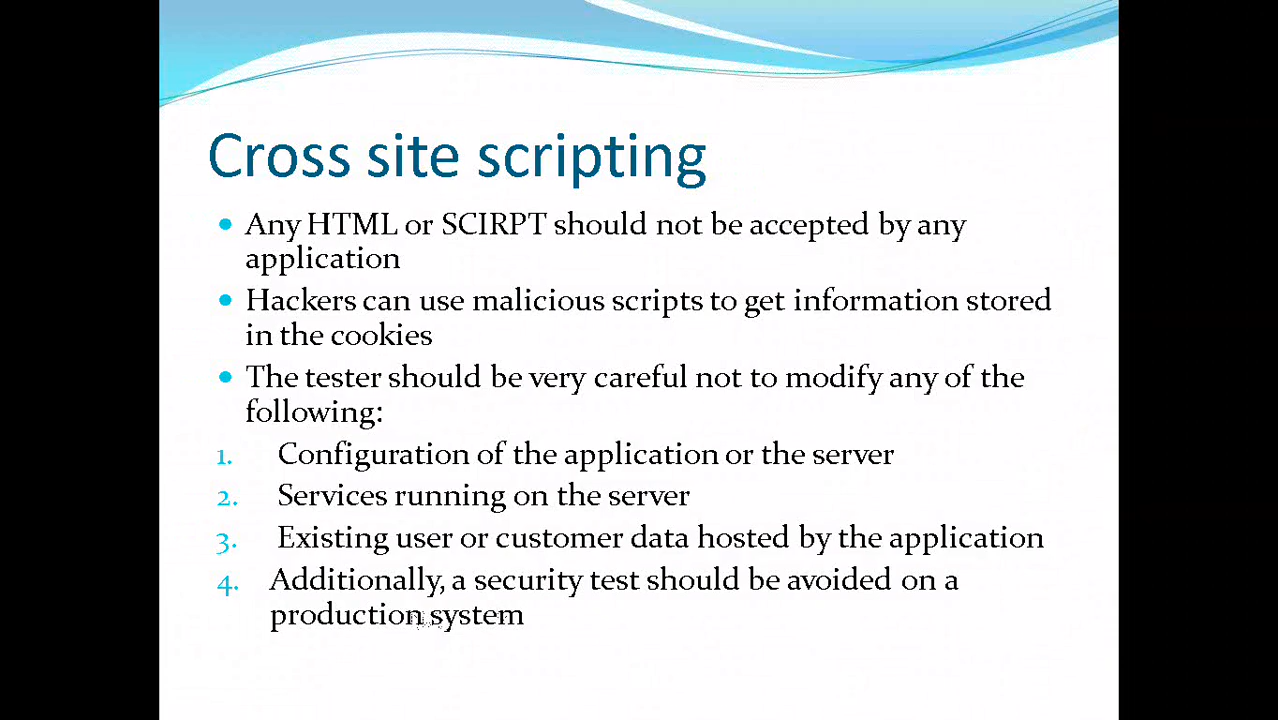 Cross site scripting
• Any HTML or SCIRPT should not be accepted by any
application
• Hackers can use malicious scripts to get information stored
in the cookies
• The tester should be very careful not to modify any of the
following:
1. Configuration of the application or the server
2. Services running on the server
3. Existing user or customer data hosted by the application
4. Additionally, a security test should be avoided on a
production system